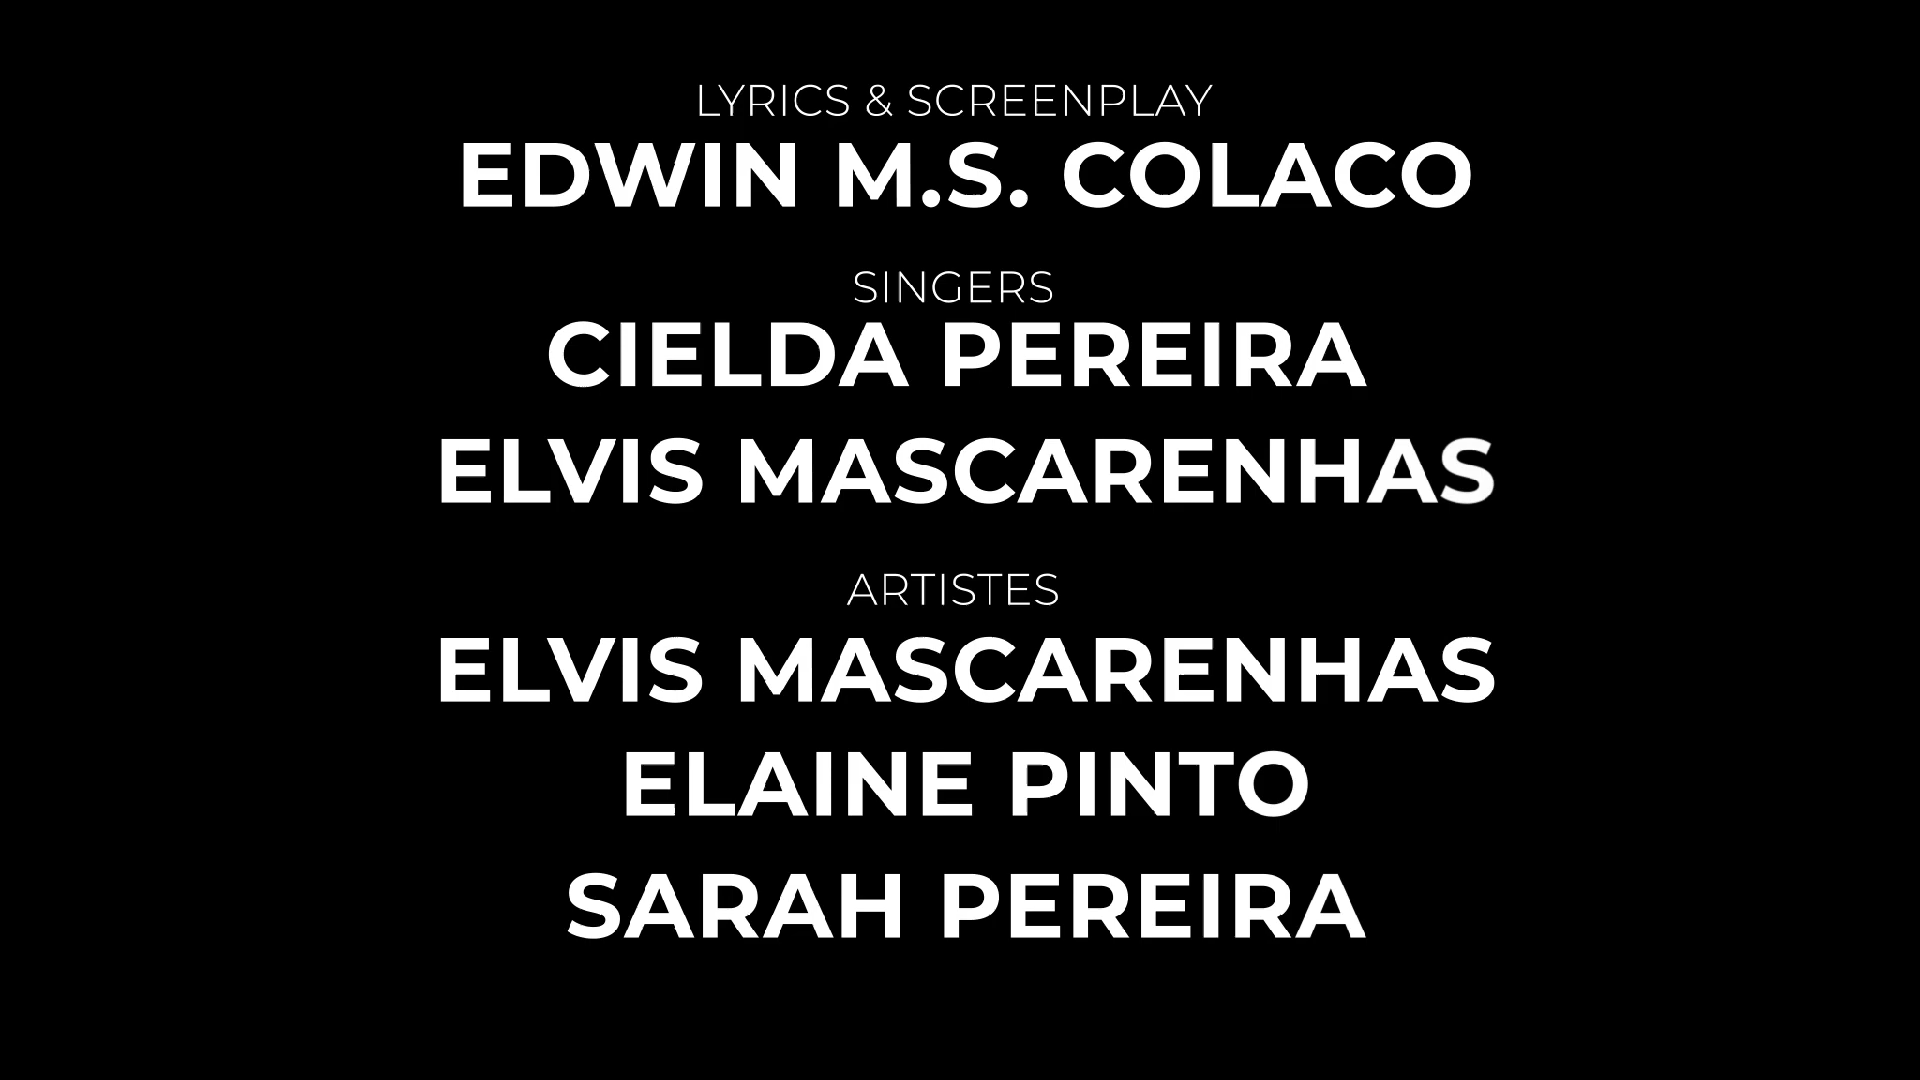 LYRICS & SCREENPLAY
EDWIN M.S. COLACO
SINGERS
CIELDA PEREIRA
ELVIS MASCARENHAS
ARTISTES
ELVIS MASCARENHAS
ELAINE PINTO
SARAH PEREIRA